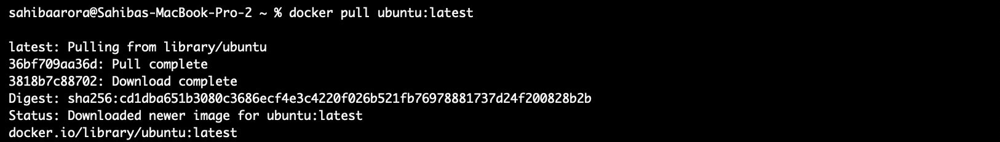 sahibaarora@Sahibas-MacBook-Pro-2 ~ % docker pull ubuntu:latest
latest: Pulling from library/ubuntu
36bf709aa36d: Pull complete
3818b7c88702: Download complete
Digest: sha256:cd1dba651b3080c3686ecf4e3c4220f026b521fb76978881737d24f200828b2b
Status: Downloaded newer image for ubuntu:latest
docker.io/library/ubuntu:latest